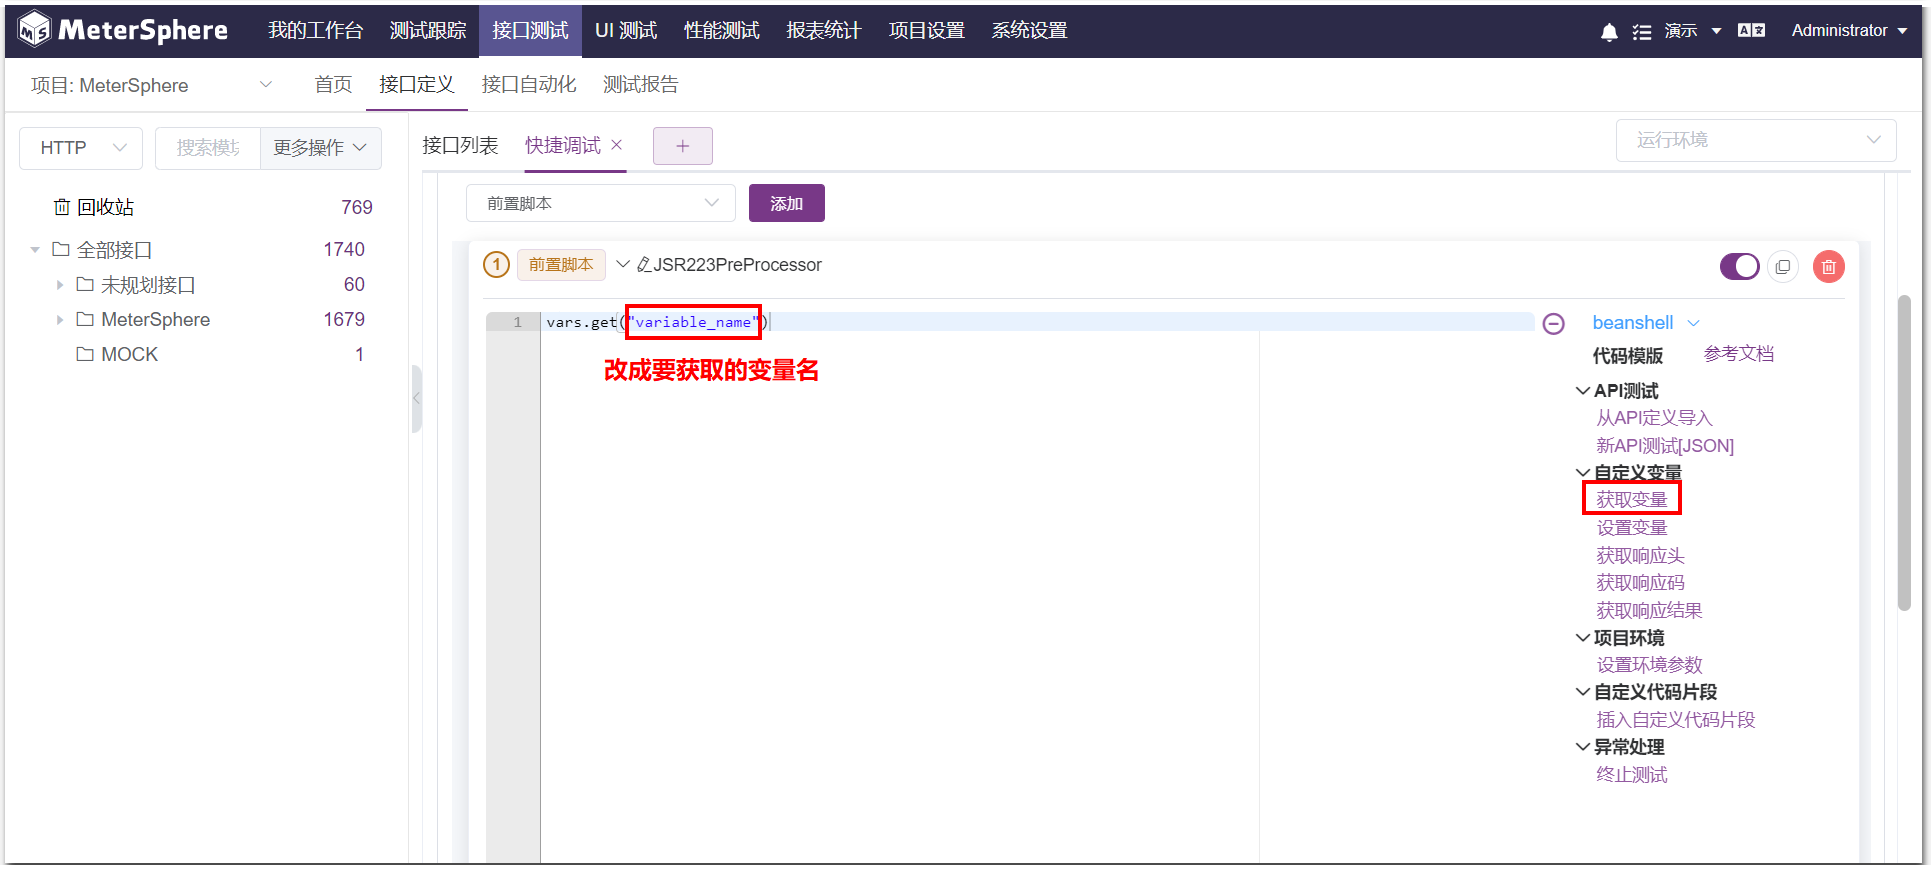 MeterSphere 我的工作台 测试跟踪 接口测试 UI 测试 性能测试 报表统计 项目设置 系统设置 演示 Administrator
项目: MeterSphere 首页 接口定义 接口自动化 测试报告
HTTP 搜索模块 更多操作 接口列表 快捷调试 × + 运行环境
前置脚本 添加
回收站 769
全部接口 1740
未规划接口 60
MeterSphere 1679
MOCK 1
1 前置脚本 JSR223PreProcessor
1 vars.get("variable_name")
改成要获取的变量名
beanshell
代码模版 参考文档
API测试
从API定义导入
新API测试[JSON]
自定义变量
获取变量
设置变量
获取响应头
获取响应码
获取响应结果
项目环境
设置环境参数
自定义代码片段
插入自定义代码片段
异常处理
终止测试